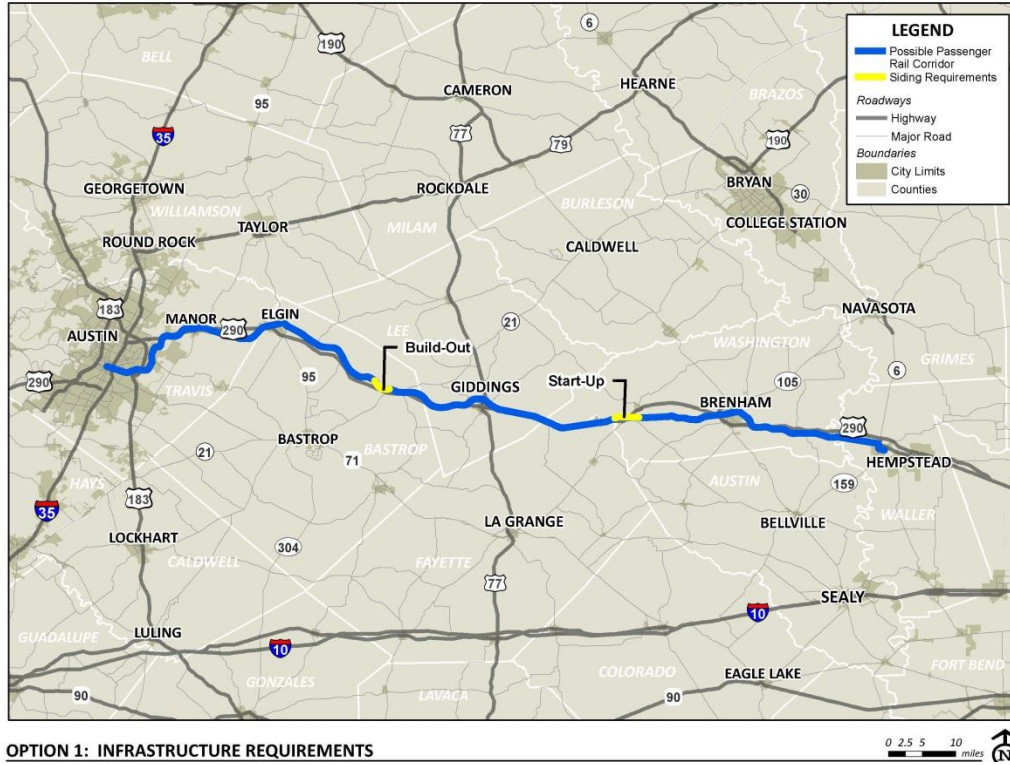 6
190
BELL
HEARNE
CAMERON
95
BRAZOS
35
77
79
190
GEORGETOWN
ROCKDALE
BRYAN
30
WILLIAMSON
BURLESON
TAYLOR
MILAM
COLLEGE STATION
ROUND ROCK
CALDWELL
183
NAVASOTA
MANOR
ELGIN
AUSTIN
290
LEE
21
Build-Out
WASHINGTON
GRIMES
290
TRAVIS
95
GIDDINGS
Start-Up
105
6
BRENHAM
290
BASTROP
BASTROP
HEMPSTEAD
21
71
HAYS
183
AUSTIN
159
35
WALLER
LA GRANGE
BELLVILLE
LOCKHART
304
CALDWELL
FAYETTE
77
SEALY
10
GUADALUPE
LULING
10
COLORADO
FORT BEND
GONZALES
EAGLE LAKE
90
LAVACA
90
LEGEND
Possible Passenger
Rail Corridor
Siding Requirements
Roadways
Highway
Major Road
Boundaries
City Limits
Counties
OPTION 1: INFRASTRUCTURE REQUIREMENTS
0 2.5 5 10
miles
N